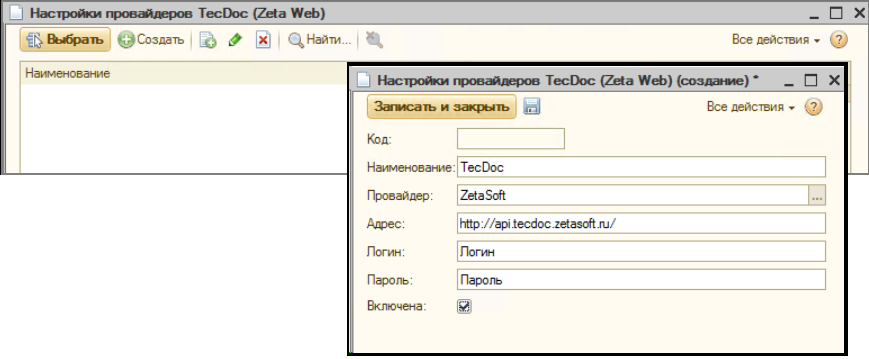 Настройки провайдеров TecDoc (Zeta Web)
Выбрать Создать Найти... Все действия
Наименование
Настройки провайдеров TecDoc (Zeta Web) (создание) *
Записать и закрыть Все действия
Код:
Наименование: TecDoc
Провайдер: ZetaSoft ...
Адрес: http://api.tecdoc.zetasoft.ru/
Логин: Логин
Пароль: Пароль
Включена: